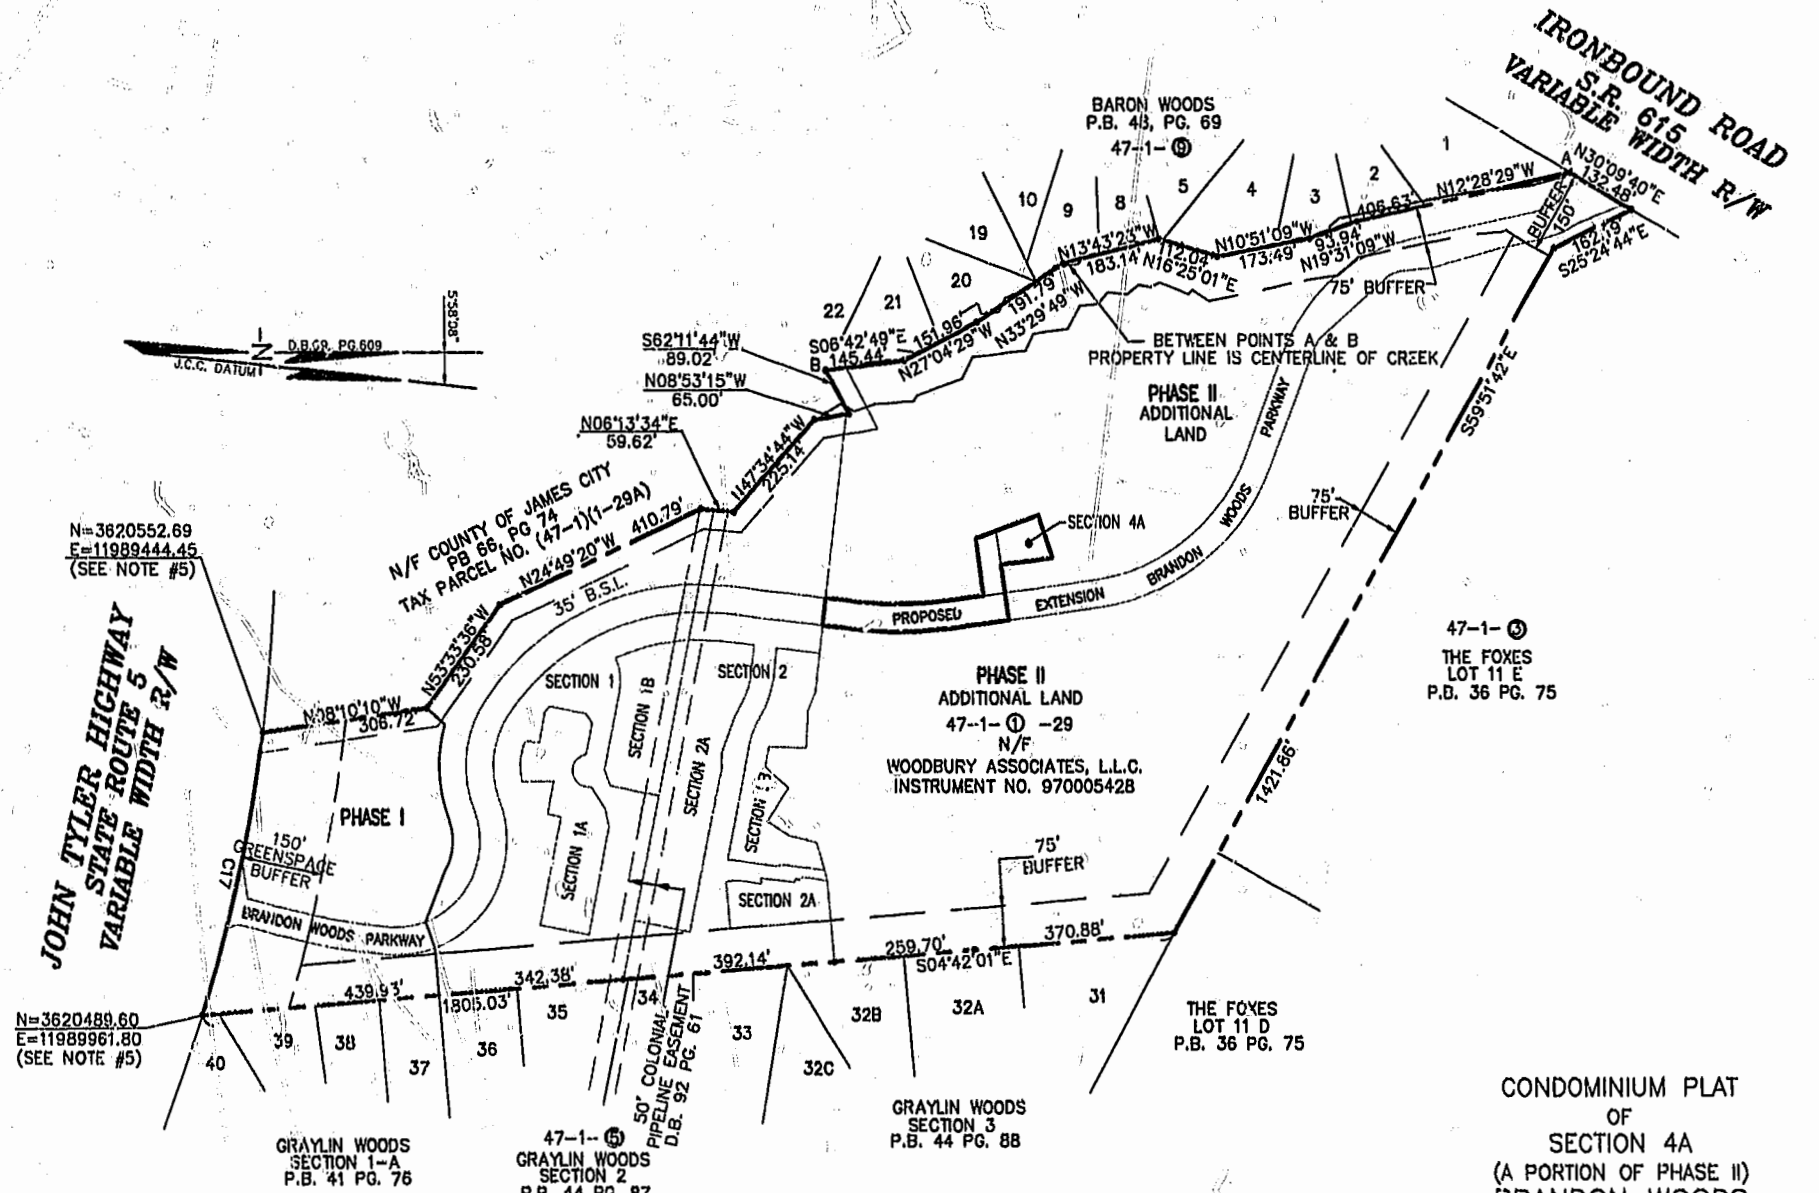 IRONBOUND ROAD
S.R. 615
VARIABLE WIDTH R/W
BARON WOODS
P.B. 48, PG. 69
47-1- 9
1
2
3
4
5
8
9
10
19
20
21
22
A
N30°09'40"E
132.48'
N12°28'29"W
406.63'
BUFFER
150'
162.19'
S25°24'44"E
N19°31'09"W
93.94'
N10°51'09"W
173.49'
N16°25'01"E
112.04'
N13°43'23"W
183.14'
N33°29'49"W
191.79'
N27°04'29"W
151.96'
S06°42'49"E
145.44'
B
S62°11'44"W
89.02'
N08°53'15"W
65.00'
N06°13'34"E
59.62'
N47°34'44"W
225.14'
75' BUFFER
BETWEEN POINTS A & B
PROPERTY LINE IS CENTERLINE OF CREEK
PHASE II
ADDITIONAL
LAND
5°58'08"
N
PG.609
J.C.C. DATUM
N/F COUNTY OF JAMES CITY
PB 66, PG 74
TAX PARCEL NO. (47-1)(1-29A)
N24°49'20"W
410.79'
35' B.S.L.
N53°33'36"W
230.58'
N=3620552.69
E=11989444.45
(SEE NOTE #5)
N08°10'10"W
306.72'
JOHN TYLER HIGHWAY
STATE ROUTE 5
VARIABLE WIDTH R/W
PHASE I
150'
GREENSPACE
BUFFER
C17
BRANDON WOODS PARKWAY
SECTION 1
SECTION 1A
SECTION 1B
SECTION 2
SECTION 2A
SECTION 3
SECTION 2A
SECTION 4A
PROPOSED
EXTENSION
BRANDON
WOODS
PARKWAY
PHASE II
ADDITIONAL LAND
47-1- 1 -29
N/F
WOODBURY ASSOCIATES, L.L.C.
INSTRUMENT NO. 970005428
S59°51'42"E
1421.86'
75'
BUFFER
75'
BUFFER
47-1- 3
THE FOXES
LOT 11 E
P.B. 36 PG. 75
THE FOXES
LOT 11 D
P.B. 36 PG. 75
370.88'
259.70'
S04°42'01"E
392.14'
342.38'
1805.03'
439.93'
N=3620489.60
E=11989961.80
(SEE NOTE #5)
40
39
38
37
36
35
34
33
32C
32B
32A
31
50' COLONIAL
PIPELINE EASEMENT
D.B. 92 PG. 61
GRAYLIN WOODS
SECTION 1-A
P.B. 41 PG. 76
47-1- 5
GRAYLIN WOODS
SECTION 2
P.B. 44 PG. 87
GRAYLIN WOODS
SECTION 3
P.B. 44 PG. 88
CONDOMINIUM PLAT
OF
SECTION 4A
(A PORTION OF PHASE II)
BRANDON WOODS